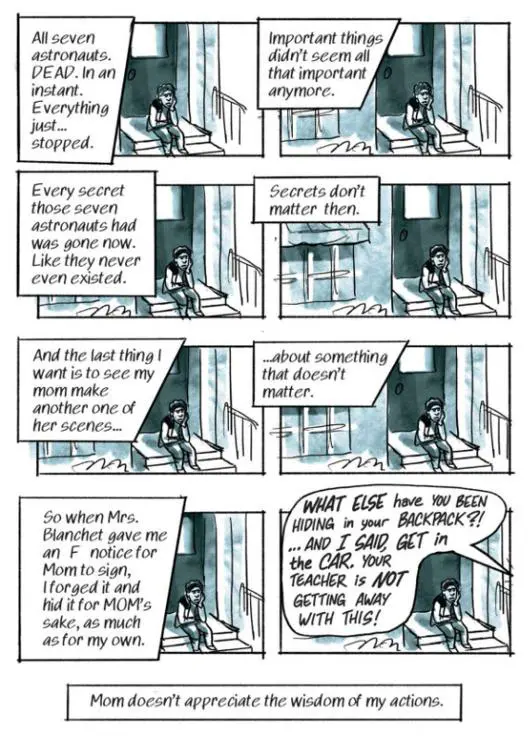 All seven
astronauts.
DEAD. In an
instant.
Everything
just...
stopped.
Important things
didn't seem all
that important
anymore.
Every secret
those seven
astronauts had
was gone now.
Like they never
even existed.
Secrets don't
matter then.
And the last thing I
want is to see my
mom make
another one of
her scenes...
...about something
that doesn't
matter.
So when Mrs.
Blanchet gave me
an F notice for
Mom to sign,
I forged it and
hid it for MOM's
sake, as much
as for my own.
WHAT ELSE have YOU BEEN
HIDING in your BACKPACK?!
... AND I SAID, GET in
the CAR. YOUR
TEACHER is NOT
GETTING AWAY
WITH THIS!
Mom doesn't appreciate the wisdom of my actions.